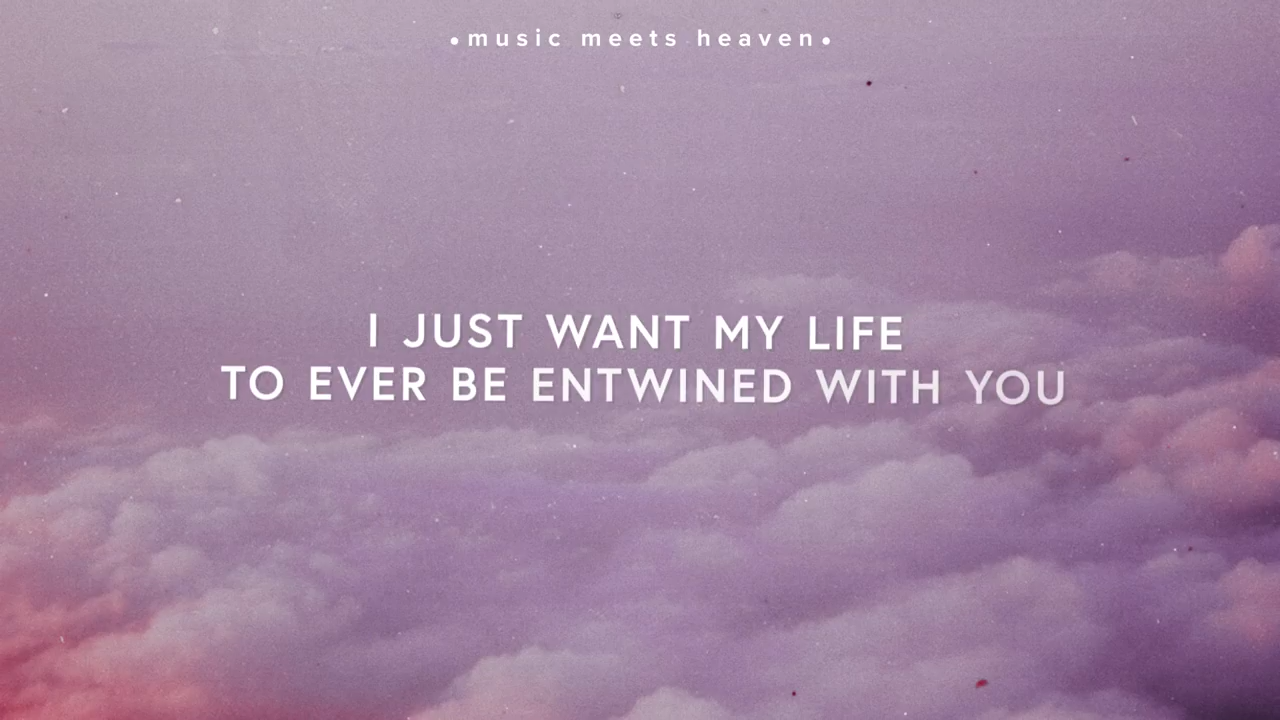 •music meets heaven•
I JUST WANT MY LIFE
TO EVER BE ENTWINED WITH YOU